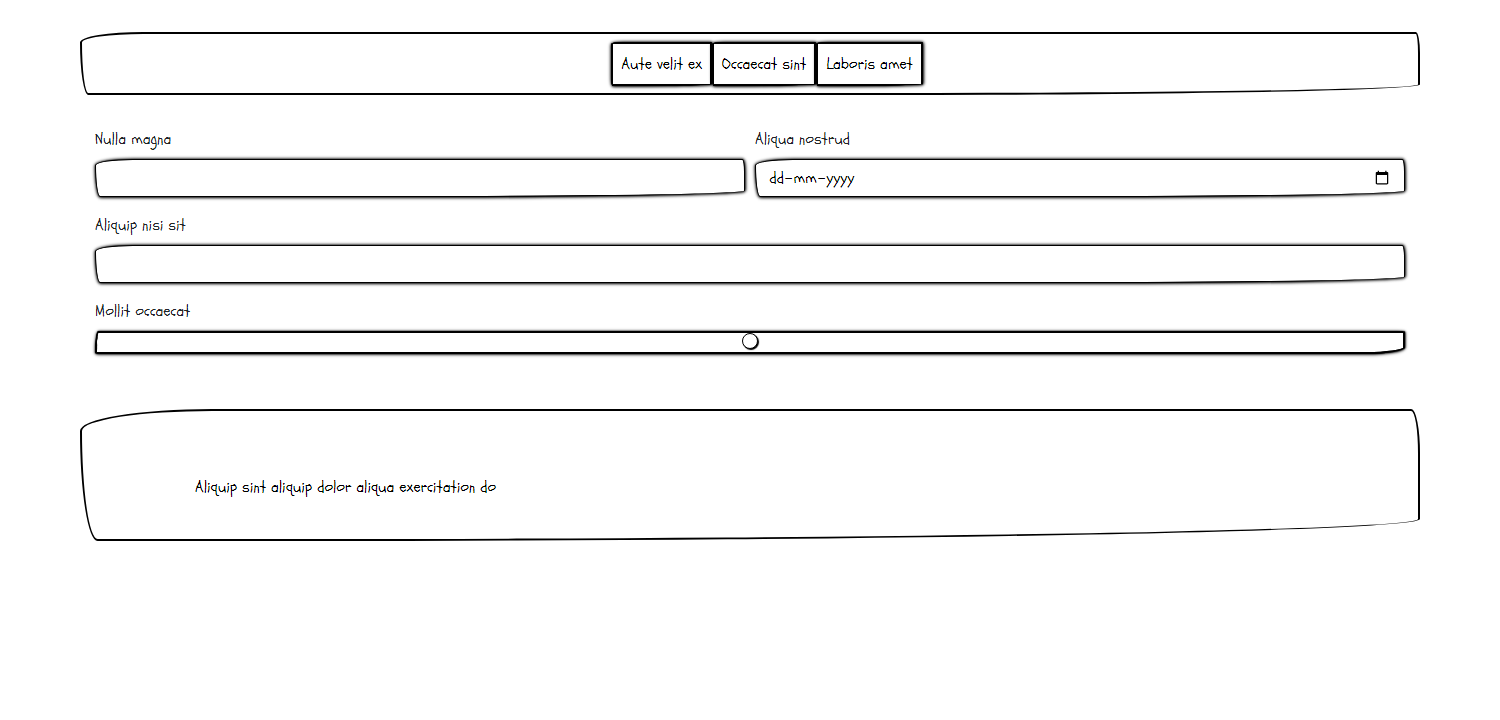 Aute velit ex Occaecat sint Laboris amet
Nulla magna Aliqua nostrud
dd-mm-yyyy
Aliquip nisi sit
Mollit occaecat
Aliquip sint aliquip dolor aliqua exercitation do